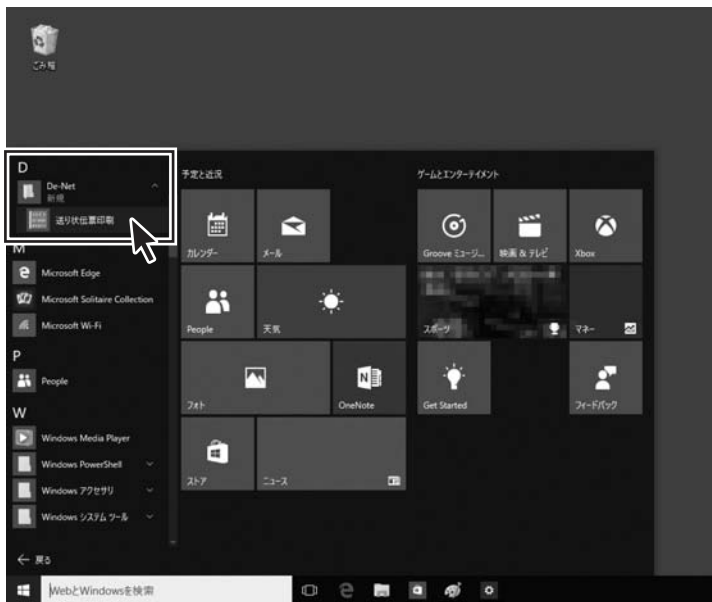 ごみ箱
D
De-Net
新規
送り状伝票印刷
M
Microsoft Edge
Microsoft Solitaire Collection
Microsoft Wi-Fi
P
People
W
Windows Media Player
Windows PowerShell
Windows アクセサリ
Windows システム ツール
戻る
予定と近況
カレンダー
メール
People
天気
フォト
OneNote
ストア
ニュース
ゲームとエンターテイメント
Groove ミュージ...
映画 & テレビ
Xbox
スポーツ
マネー
Get Started
フィードバック
WebとWindowsを検索